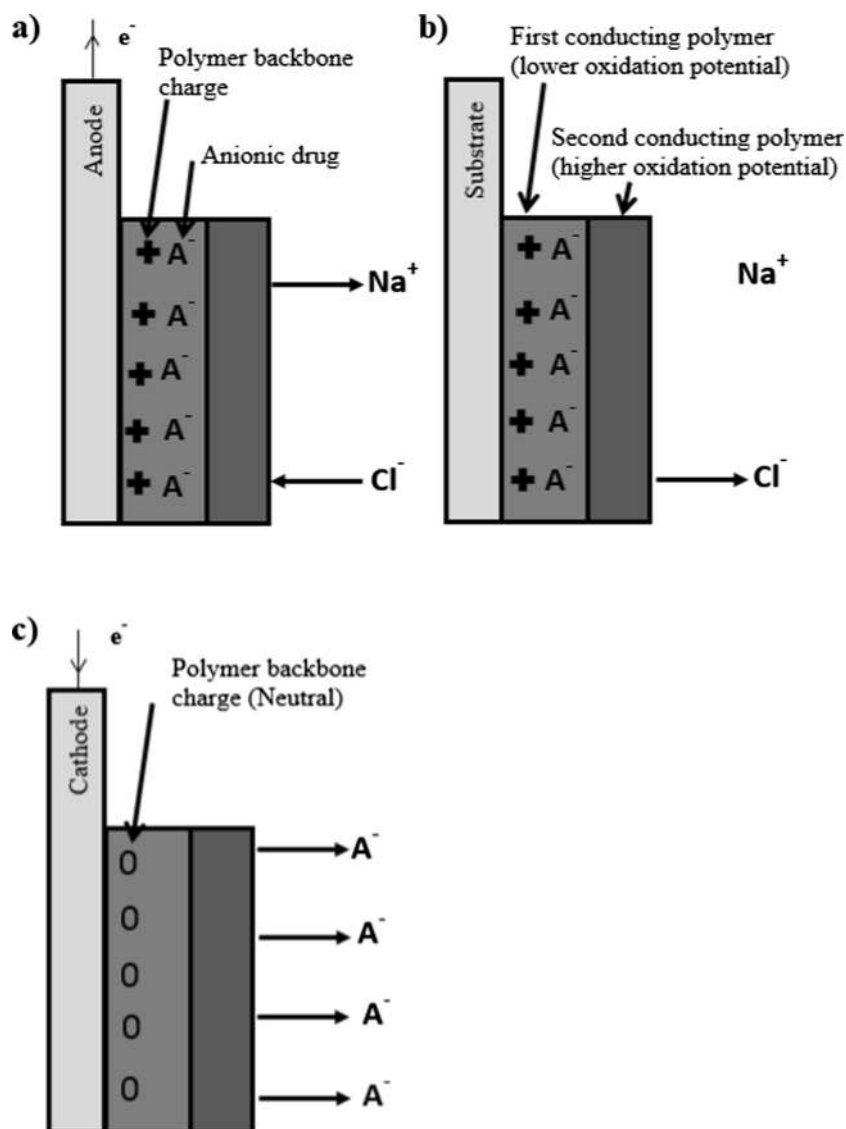 a)
e⁻
Polymer backbone
charge
Anode
Anionic drug
+ A⁻
+ A⁻
+ A⁻
+ A⁻
+ A⁻
Na⁺
Cl⁻
b)
First conducting polymer
(lower oxidation potential)
Substrate
Second conducting polymer
(higher oxidation potential)
+ A⁻
+ A⁻
+ A⁻
+ A⁻
+ A⁻
Na⁺
Cl⁻
c)
e⁻
Polymer backbone
charge (Neutral)
Cathode
0
0
0
0
0
A⁻
A⁻
A⁻
A⁻